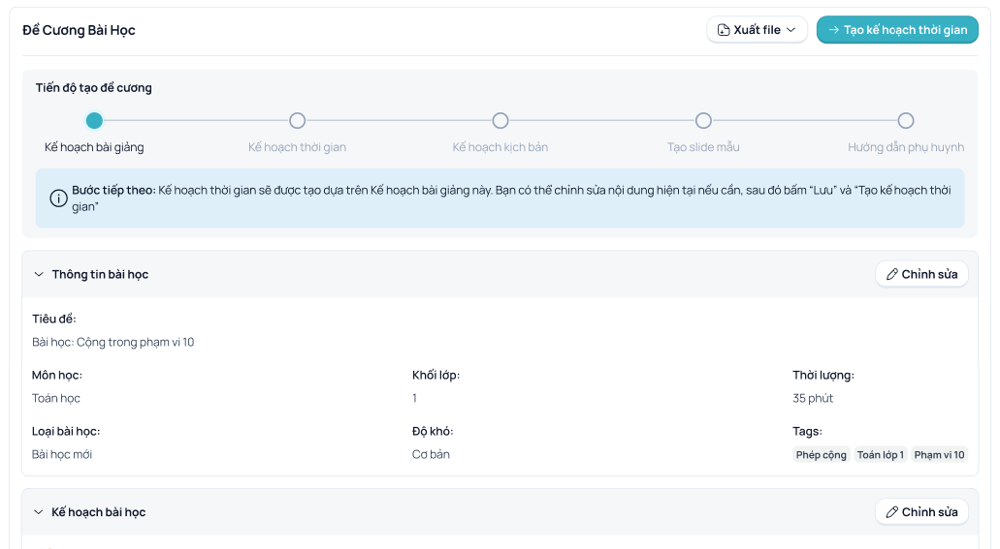 Đề Cương Bài Học
Xuất file
Tạo kế hoạch thời gian
Tiến độ tạo đề cương
Kế hoạch bài giảng
Kế hoạch thời gian
Kế hoạch kịch bản
Tạo slide mẫu
Hướng dẫn phụ huynh
Bước tiếp theo: Kế hoạch thời gian sẽ được tạo dựa trên Kế hoạch bài giảng này. Bạn có thể chỉnh sửa nội dung hiện tại nếu cần, sau đó bấm “Lưu” và “Tạo kế hoạch thời
gian”
Thông tin bài học
Chỉnh sửa
Tiêu đề:
Bài học: Cộng trong phạm vi 10
Môn học:
Khối lớp:
Thời lượng:
Toán học
1
35 phút
Loại bài học:
Độ khó:
Tags:
Bài học mới
Cơ bản
Phép cộng
Toán lớp 1
Phạm vi 10
Kế hoạch bài học
Chỉnh sửa